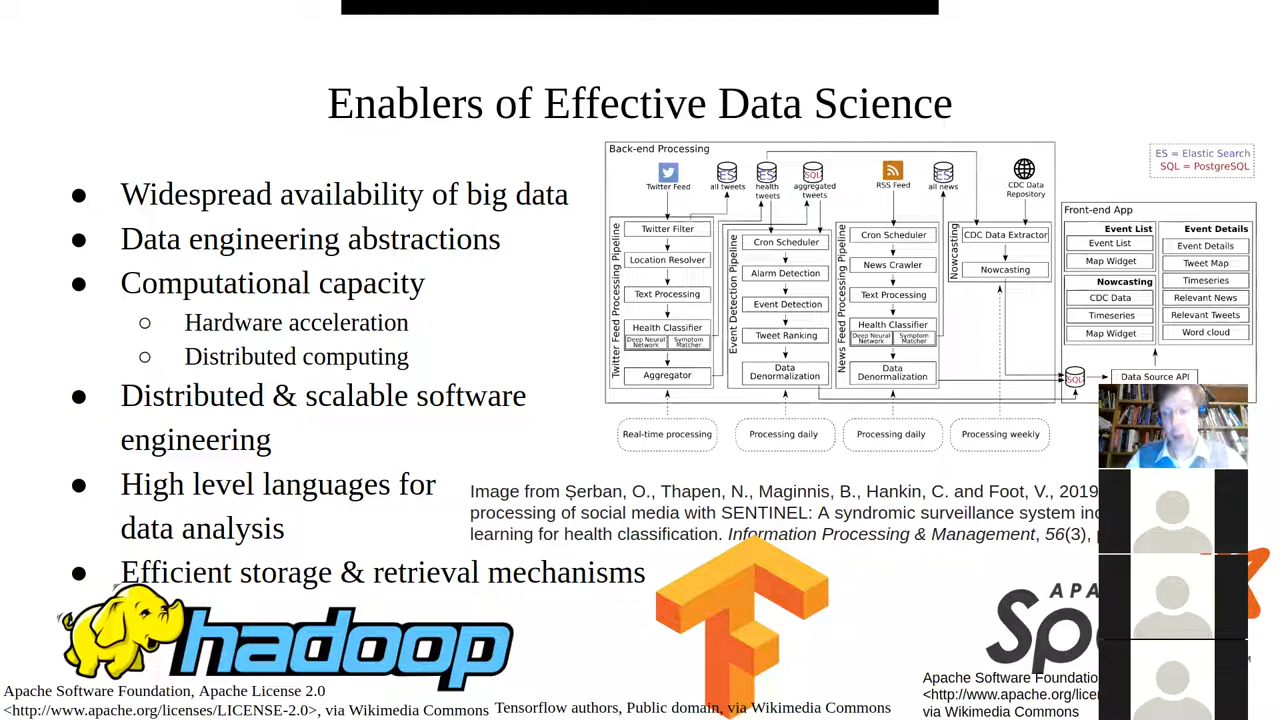 Enablers of Effective Data Science
● Widespread availability of big data
● Data engineering abstractions
● Computational capacity
○ Hardware acceleration
○ Distributed computing
● Distributed & scalable software
engineering
● High level languages for
data analysis
● Efficient storage & retrieval mechanisms
Back-end Processing
Twitter Feed
ES
all tweets
ES
health
tweets
SQL
aggregated
tweets
RSS Feed
ES
all news
CDC Data
Repository
ES = Elastic Search
SQL = PostgreSQL
Twitter Feed Processing Pipeline
Twitter Filter
Location Resolver
Text Processing
Health Classifier
Deep Neural
Network
Symptom
Matcher
Aggregator
Event Detection Pipeline
Cron Scheduler
Alarm Detection
Event Detection
Tweet Ranking
Data
Denormalization
News Feed Processing Pipeline
Cron Scheduler
News Crawler
Text Processing
Health Classifier
Deep Neural
Network
Symptom
Matcher
Data
Denormalization
Nowcasting
CDC Data Extractor
Nowcasting
Front-end App
Event List
Event List
Map Widget
Nowcasting
CDC Data
Timeseries
Map Widget
Event Details
Event Details
Tweet Map
Timeseries
Relevant News
Relevant Tweets
Word cloud
SQL
Data Source API
Real-time processing
Processing daily
Processing daily
Processing weekly
Image from Şerban, O., Thapen, N., Maginnis, B., Hankin, C. and Foot, V., 2019
processing of social media with SENTINEL: A syndromic surveillance system
learning for health classification. Information Processing & Management, 56(3),
hadoop
APA
Sp
Apache Software Foundation, Apache License 2.0
<http://www.apache.org/licenses/LICENSE-2.0>, via Wikimedia Commons
Tensorflow authors, Public domain, via Wikimedia Commons
Apache Software Foundatio
<http://www.apache.org/licen
via Wikimedia Commons